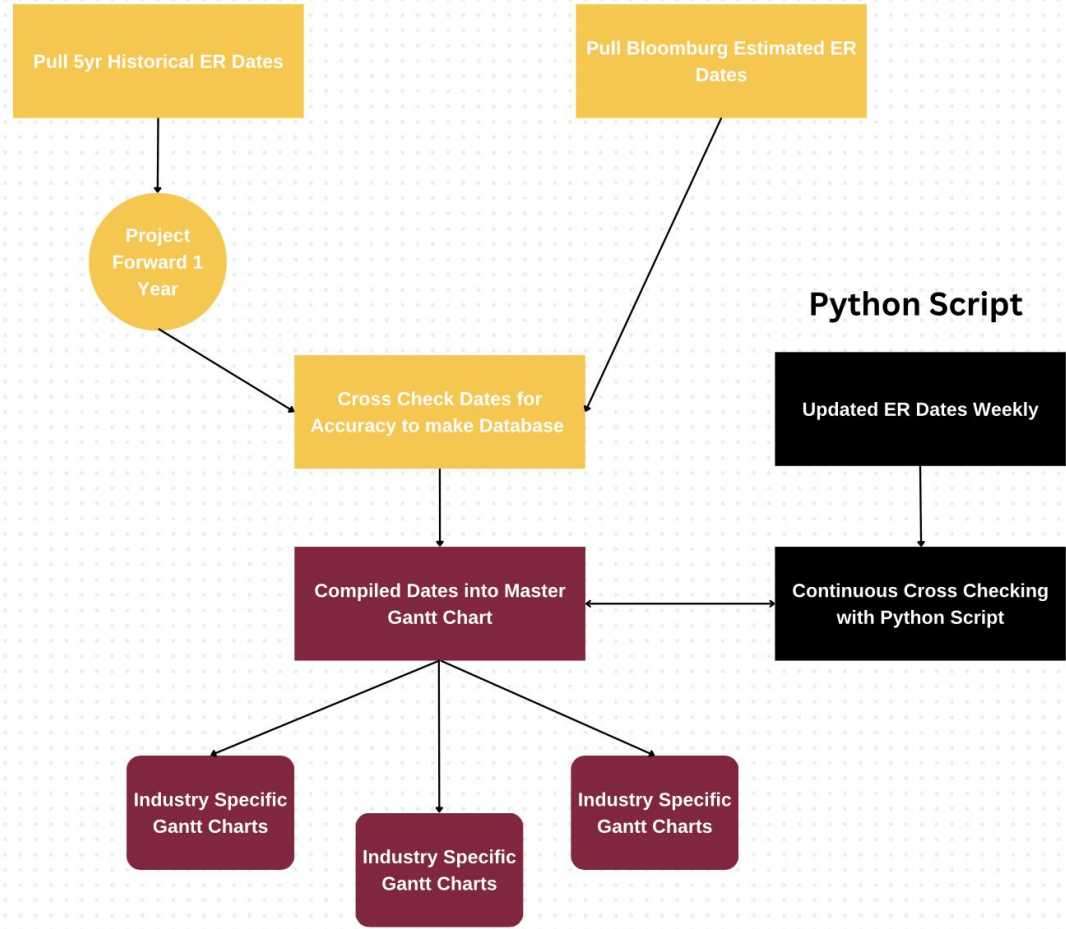 Pull 5yr Historical ER Dates
Pull Bloomburg Estimated ER
Dates
Project
Forward 1
Year
Python Script
Cross Check Dates for
Accuracy to make Database
Updated ER Dates Weekly
Compiled Dates into Master
Gantt Chart
Continuous Cross Checking
with Python Script
Industry Specific
Gantt Charts
Industry Specific
Gantt Charts
Industry Specific
Gantt Charts